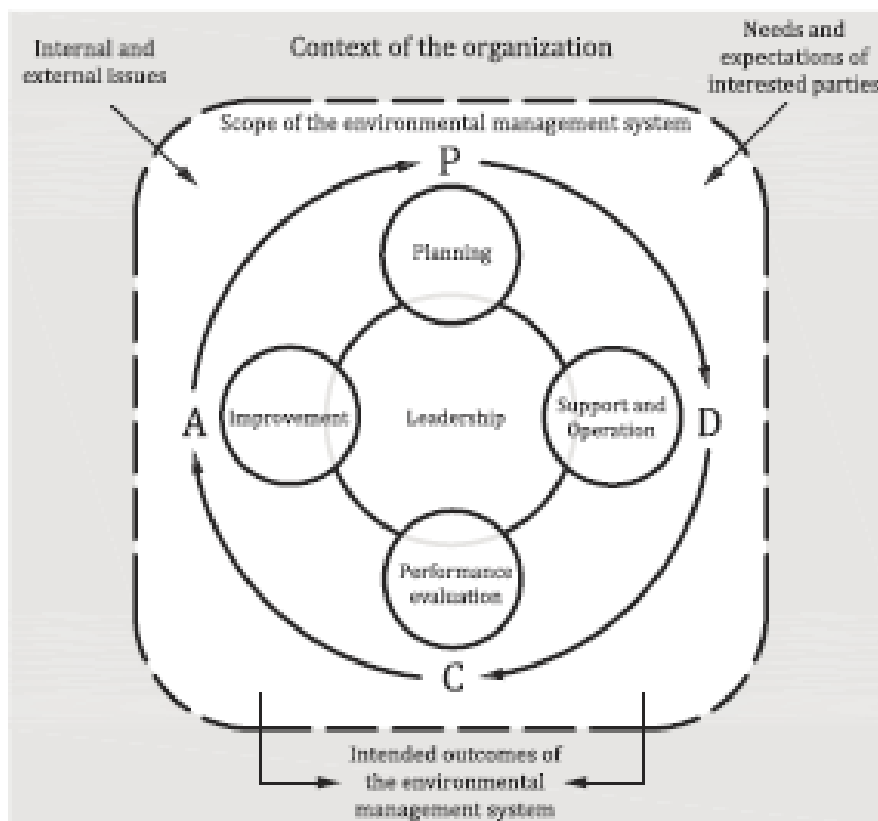 Internal and
external issues
Context of the organization
Needs and
expectations of
interested parties
Scope of the environmental management system
P
Planning
A
Improvement
Leadership
Support and
Operation
D
Performance
evaluation
C
Intended outcomes of
the environmental
management system